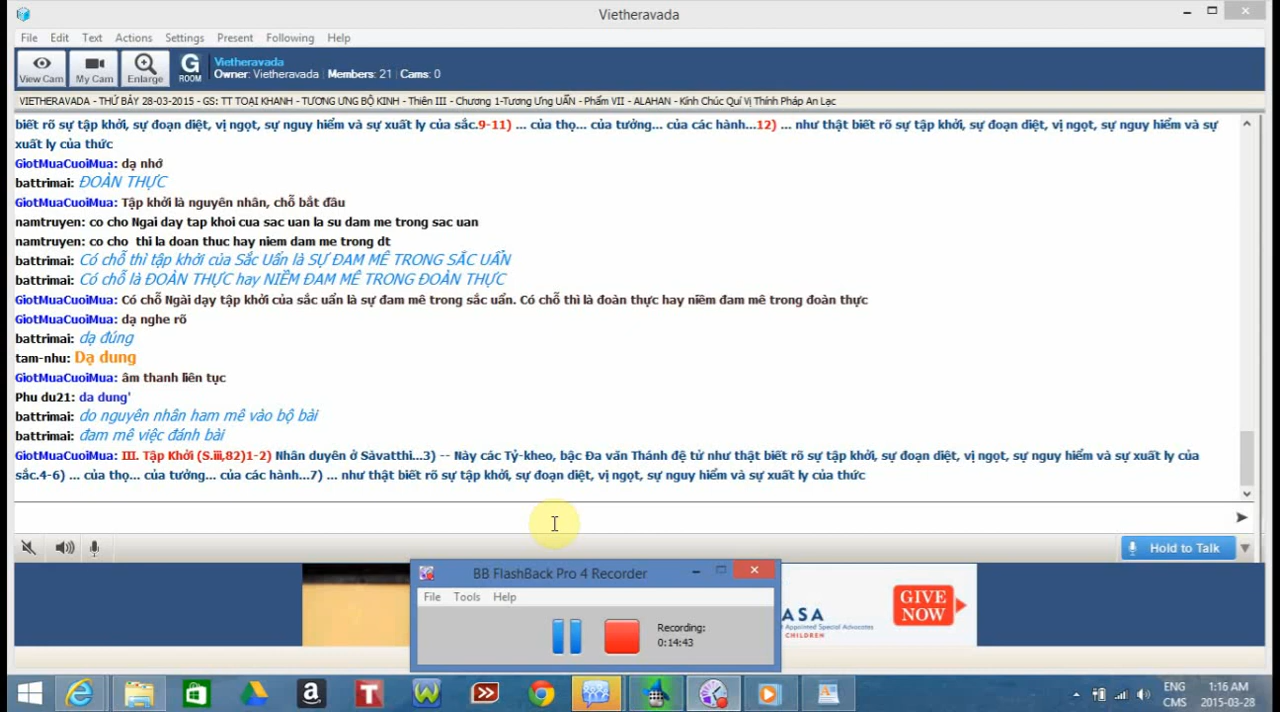 Vietheravada
File Edit Text Actions Settings Present Following Help
View Cam My Cam Enlarge G ROOM Vietheravada
Owner: Vietheravada | Members: 21 | Cams: 0
VIETHERAVADA - THỨ BẢY 28-03-2015 - GS: TT TOẠI KHANH - TƯƠNG ƯNG BỘ KINH - Thiên III - Chương 1-Tương Ưng UẨN - Phẩm VII - ALAHAN - Kính Chúc Quí Vị Thính Pháp An Lạc
biết rõ sự tập khởi, sự đoạn diệt, vị ngọt, sự nguy hiểm và sự xuất ly của sắc.9-11) ... của thọ... của tưởng... của các hành...12) ... như thật biết rõ sự tập khởi, sự đoạn diệt, vị ngọt, sự nguy hiểm và sự
xuất ly của thức
GiotMuaCuoiMua: dạ nhớ
battrimai: ĐOÀN THỰC
GiotMuaCuoiMua: Tập khởi là nguyên nhân, chỗ bắt đầu
namtruyen: co cho Ngai day tap khoi cua sac uan la su dam me trong sac uan
namtruyen: co cho thi la doan thuc hay niem dam me trong dt
battrimai: Có chỗ thì tập khởi của Sắc Uẩn là SỰ ĐAM MÊ TRONG SẮC UẨN
battrimai: Có chỗ là ĐOÀN THỰC hay NIỀM ĐAM MÊ TRONG ĐOÀN THỰC
GiotMuaCuoiMua: Có chỗ Ngài dạy tập khởi của sắc uẩn là sự đam mê trong sắc uẩn. Có chỗ thì là đoàn thực hay niềm đam mê trong đoàn thực
GiotMuaCuoiMua: dạ nghe rõ
battrimai: dạ đúng
tam-nhu: Dạ dung
GiotMuaCuoiMua: âm thanh liên tục
Phu du21: da dung'
battrimai: do nguyên nhân ham mê vào bộ bài
battrimai: đam mê việc đánh bài
GiotMuaCuoiMua: III. Tập Khởi (S.iii,82)1-2) Nhân duyên ở Sàvatthi...3) -- Này các Tỷ-kheo, bậc Đa văn Thánh đệ tử như thật biết rõ sự tập khởi, sự đoạn diệt, vị ngọt, sự nguy hiểm và sự xuất ly của
sắc.4-6) ... của thọ... của tưởng... của các hành...7) ... như thật biết rõ sự tập khởi, sự đoạn diệt, vị ngọt, sự nguy hiểm và sự xuất ly của thức
Hold to Talk
BB FlashBack Pro 4 Recorder
File Tools Help
Recording:
0:14:43
ASA
Appointed Special Advocates
CHILDREN
GIVE
NOW
ENG
CMS
1:16 AM
2015-03-28